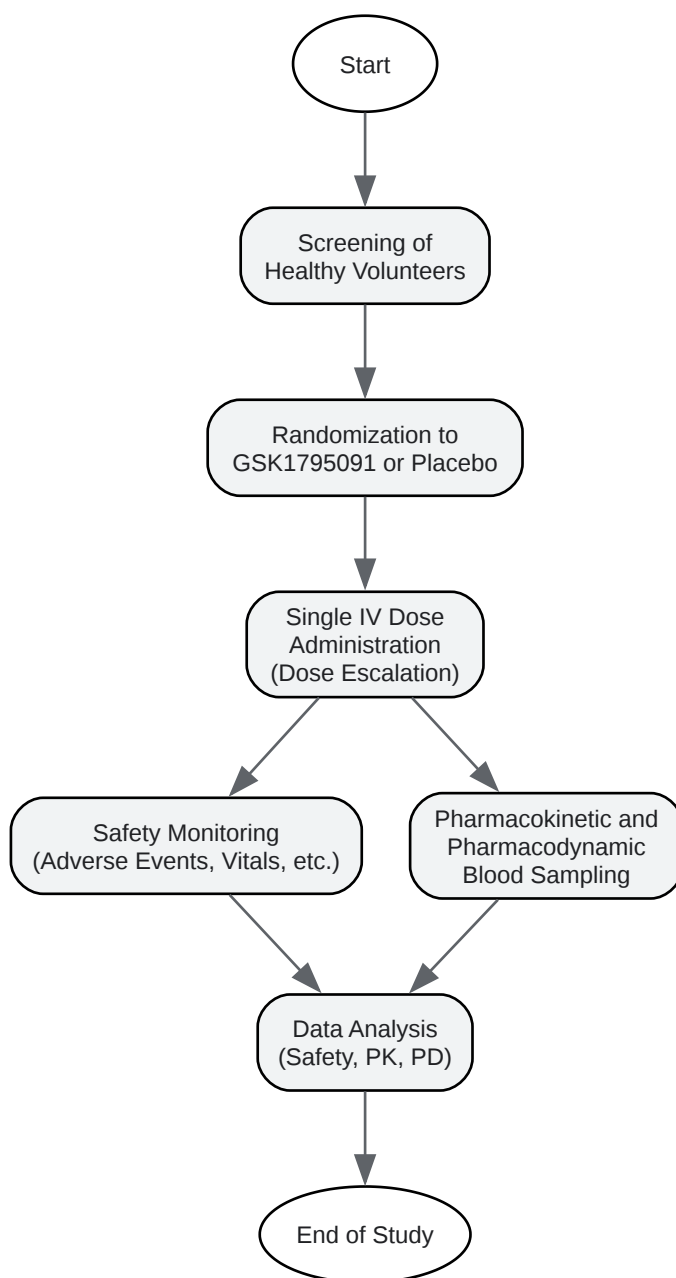 Start
Screening of
Healthy Volunteers
Randomization to
GSK1795091 or Placebo
Single IV Dose
Administration
(Dose Escalation)
Safety Monitoring
(Adverse Events, Vitals, etc.)
Pharmacokinetic and
Pharmacodynamic
Blood Sampling
Data Analysis
(Safety, PK, PD)
End of Study